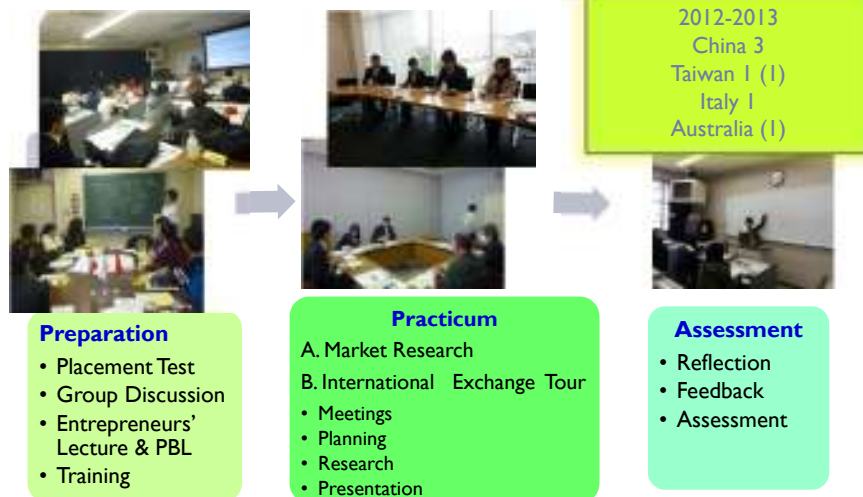 2012-2013
China 3
Taiwan 1 (1)
Italy 1
Australia (1)
Preparation
• Placement Test
• Group Discussion
• Entrepreneurs'
Lecture & PBL
• Training
Practicum
A. Market Research
B. International Exchange Tour
• Meetings
• Planning
• Research
• Presentation
Assessment
• Reflection
• Feedback
• Assessment